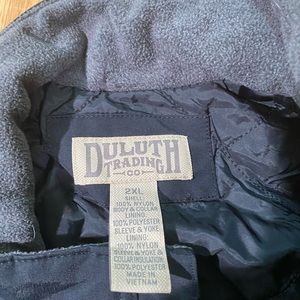 DULUTH
TRADING
CO
2XL
SHELL:
100% NYLON
BODY & COLLAR
LINING:
100% POLYESTER
SLEEVE & YOKE
LINING:
100% NYLON
SLEEVE & YOKE &
COLLAR INSULATION:
100% POLYESTER
MADE IN
VIETNAM